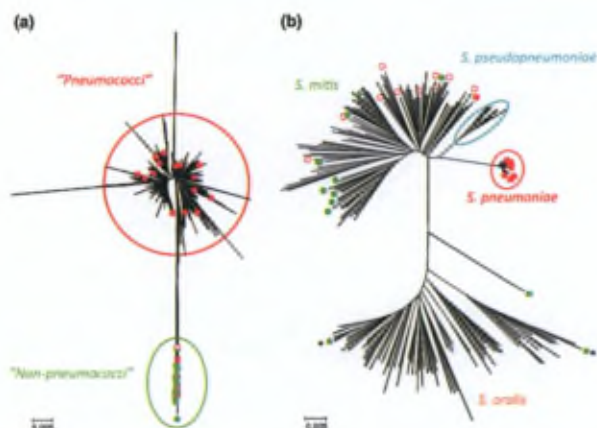 (a)
"Pneumococci"
"Non-pneumococci"
(b)
S. pseudopneumoniae
S. mitis
S. pneumoniae
S. oralis